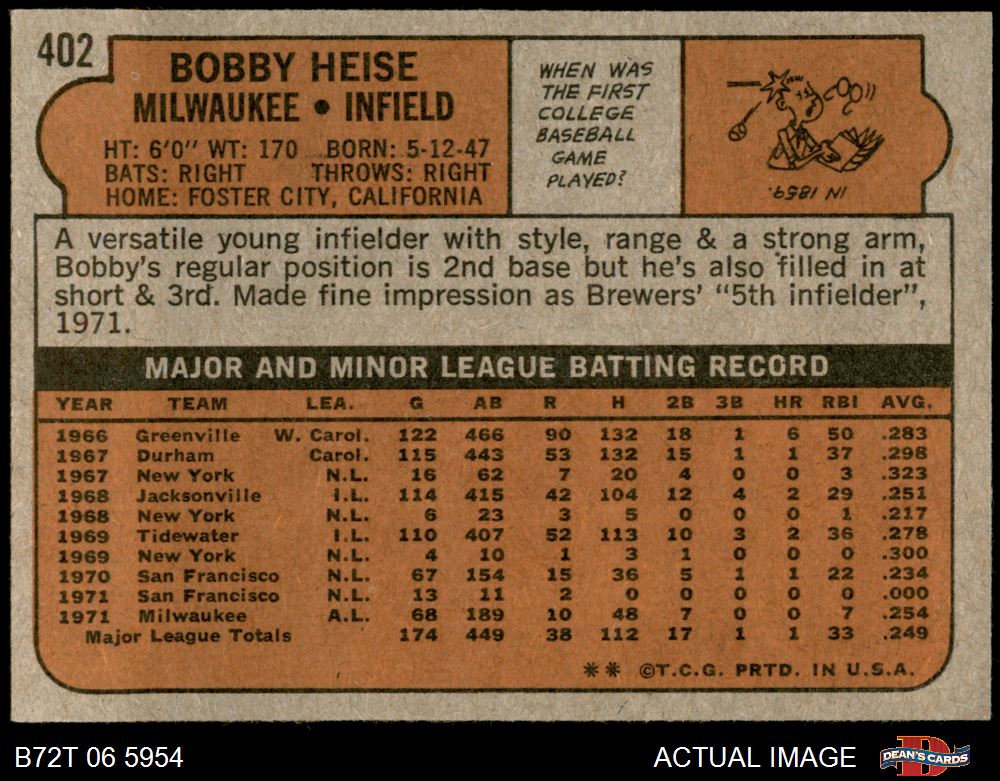 402
BOBBY HEISE
MILWAUKEE • INFIELD
HT: 6'0" WT: 170 BORN: 5-12-47
BATS: RIGHT THROWS: RIGHT
HOME: FOSTER CITY, CALIFORNIA
WHEN WAS
THE FIRST
COLLEGE
BASEBALL
GAME
PLAYED?
IN 1859.
A versatile young infielder with style, range & a strong arm,
Bobby's regular position is 2nd base but he's also filled in at
short & 3rd. Made fine impression as Brewers' "5th infielder",
1971.
MAJOR AND MINOR LEAGUE BATTING RECORD
YEAR TEAM LEA. G AB R H 2B 3B HR RBI AVG.
1966 Greenville W. Carol. 122 466 90 132 18 1 6 50 .283
1967 Durham Carol. 115 443 53 132 15 1 1 37 .298
1967 New York N.L. 16 62 7 20 4 0 0 3 .323
1968 Jacksonville I.L. 114 415 42 104 12 4 2 29 .251
1968 New York N.L. 6 23 3 5 0 0 0 1 .217
1969 Tidewater I.L. 110 407 52 113 10 3 2 36 .278
1969 New York N.L. 4 10 1 3 1 0 0 0 .300
1970 San Francisco N.L. 67 154 15 36 5 1 1 22 .234
1971 San Francisco N.L. 13 11 2 0 0 0 0 0 .000
1971 Milwaukee A.L. 68 189 10 48 7 0 0 7 .254
Major League Totals 174 449 38 112 17 1 1 33 .249
** ©T.C.G. PRTD. IN U.S.A.
B72T 06 5954
ACTUAL IMAGE
DEAN'S CARDS